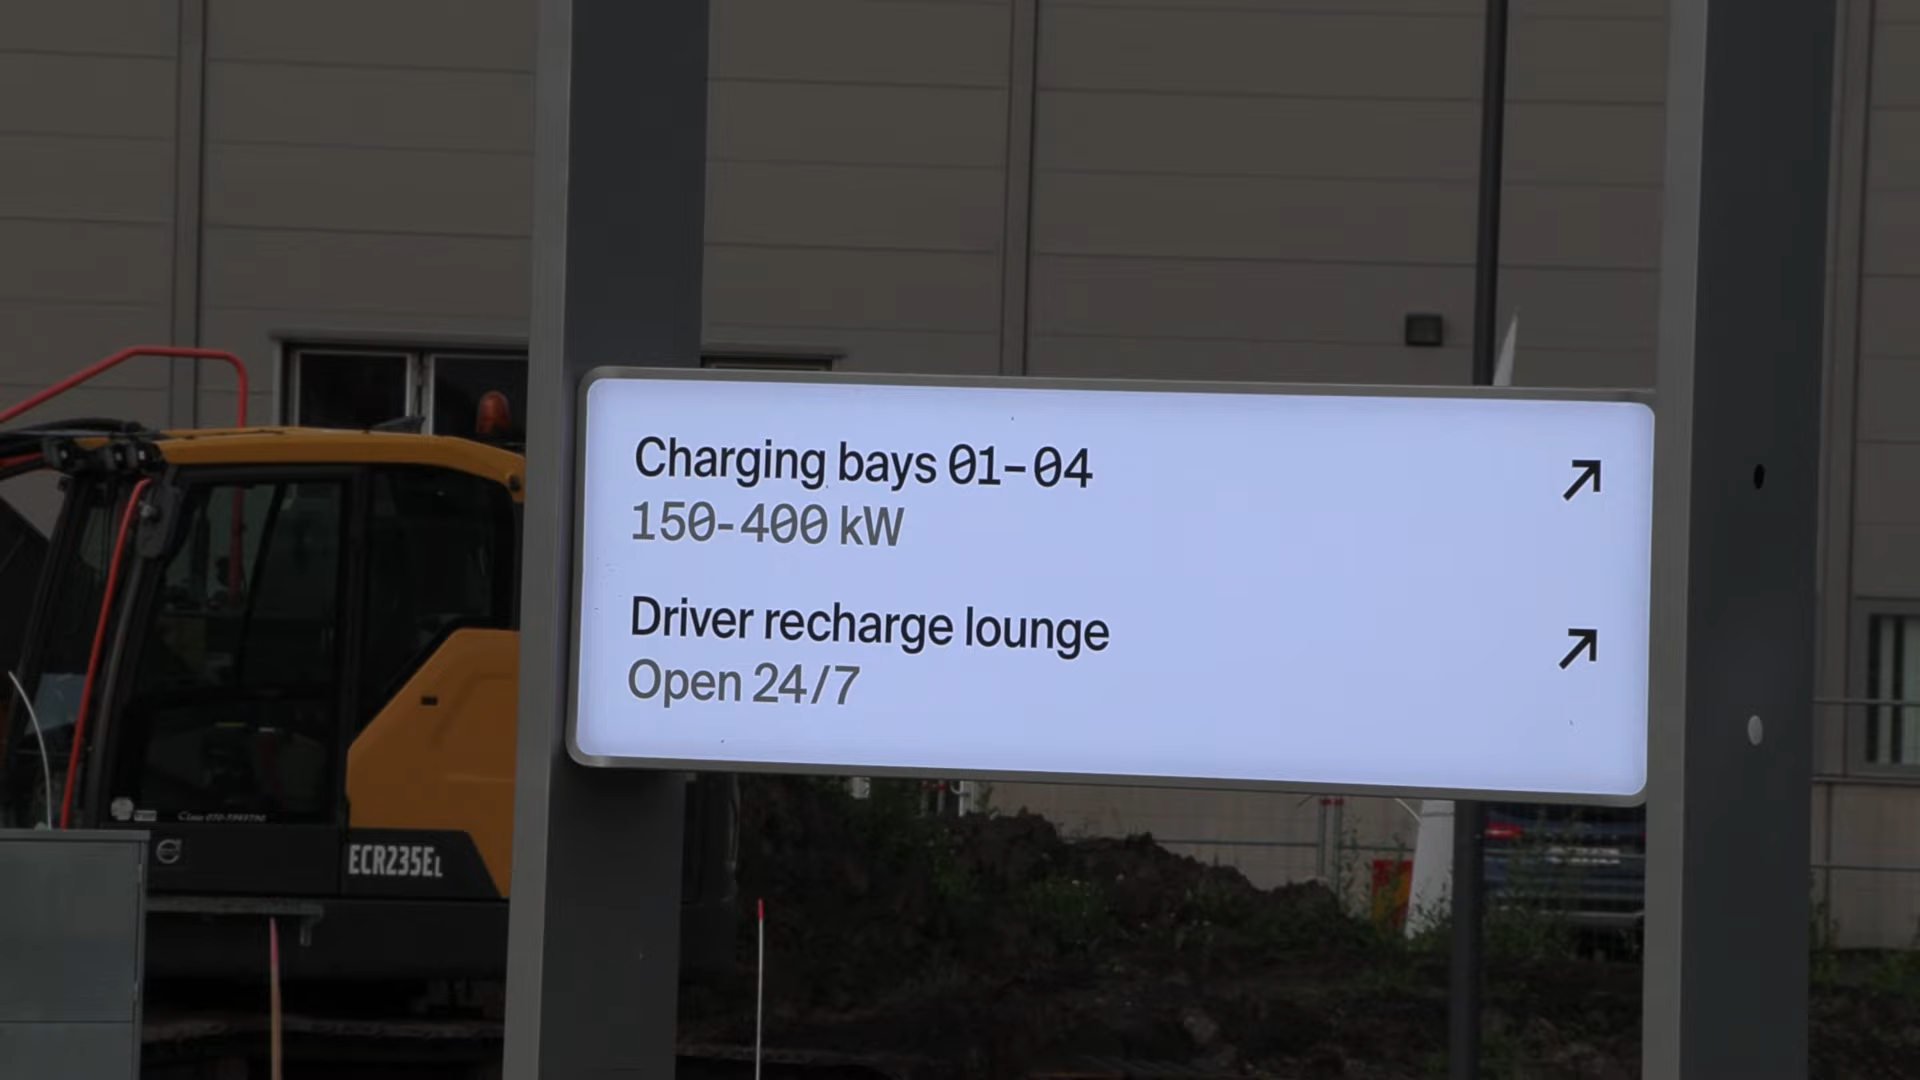 Charging bays 01-04
150-400 kW
Driver recharge lounge
Open 24/7
ECR235EL